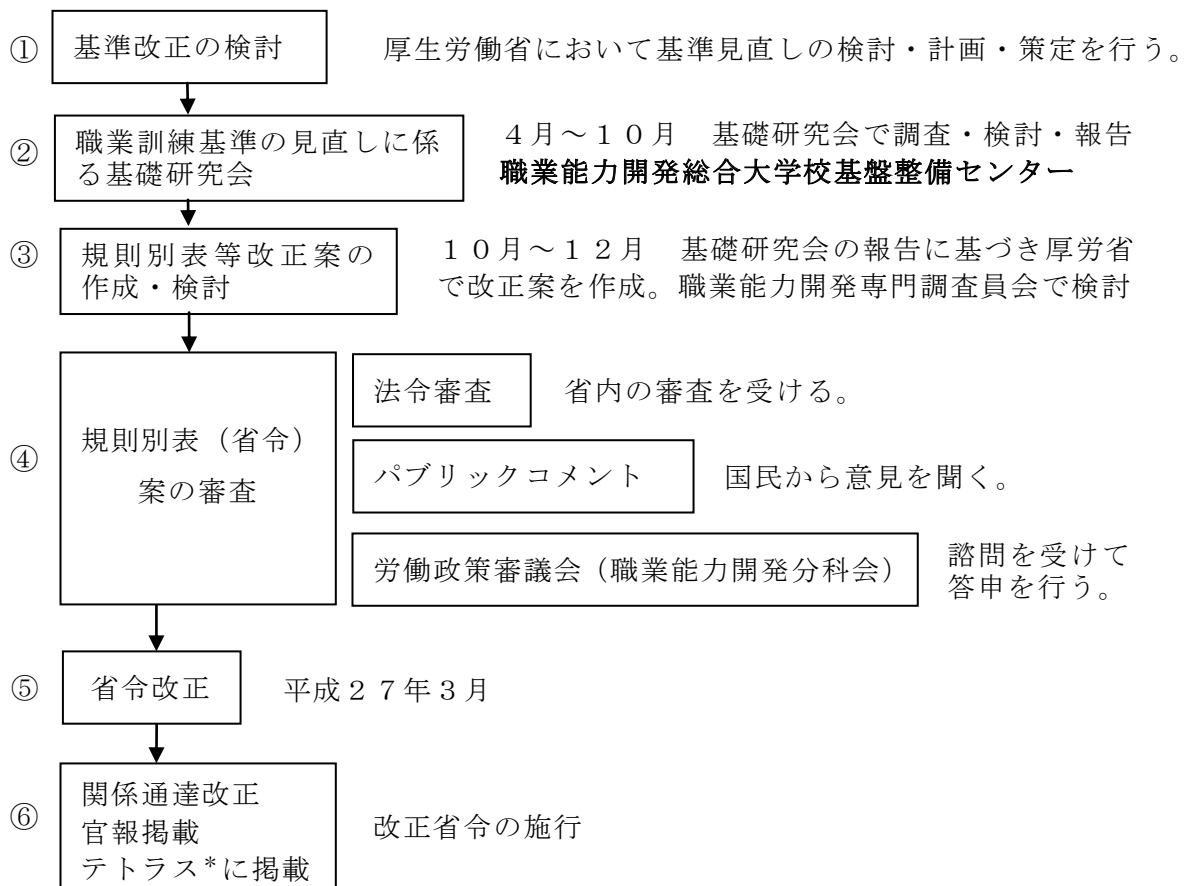 ① 基準改正の検討 厚生労働省において基準見直しの検討・計画・策定を行う。
② 職業訓練基準の見直しに係
る基礎研究会
４月～１０月 基礎研究会で調査・検討・報告
職業能力開発総合大学校基盤整備センター
③ 規則別表等改正案の
作成・検討
１０月～１２月 基礎研究会の報告に基づき厚労省
で改正案を作成。職業能力開発専門調査員会で検討
④ 規則別表（省令）
案の審査
法令審査 省内の審査を受ける。
パブリックコメント 国民から意見を聞く。
労働政策審議会（職業能力開発分科会） 諮問を受けて
答申を行う。
⑤ 省令改正 平成２７年３月
⑥ 関係通達改正
官報掲載
テトラス*に掲載
改正省令の施行